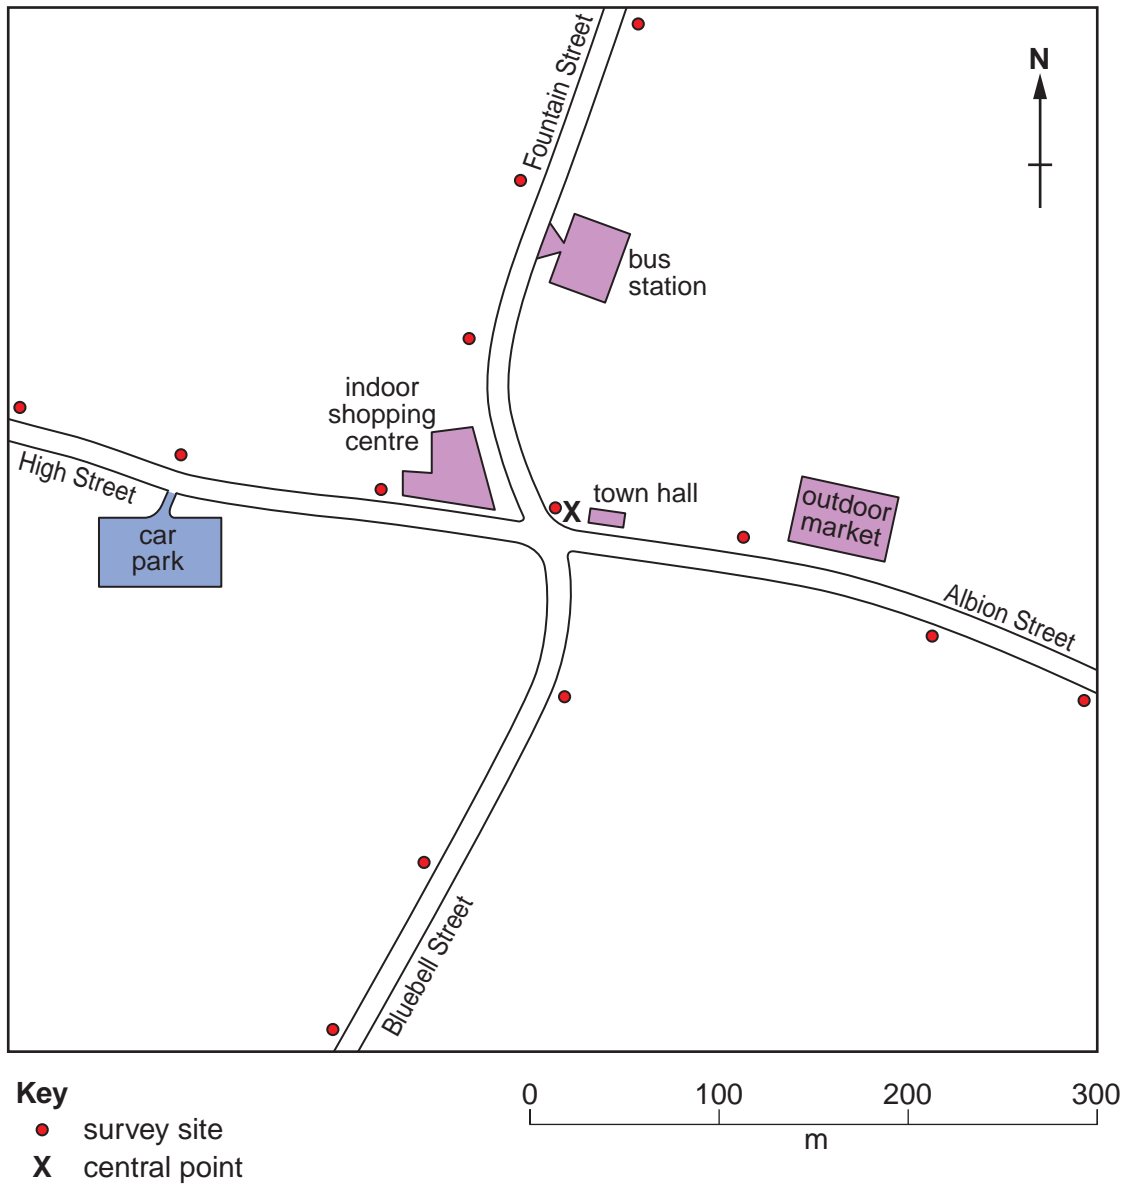 Fountain Street
N
bus
station
indoor
shopping
centre
High Street
car
park
X
town hall
outdoor
market
Albion Street
Bluebell Street
Key
survey site
X central point
0 100 200 300
m